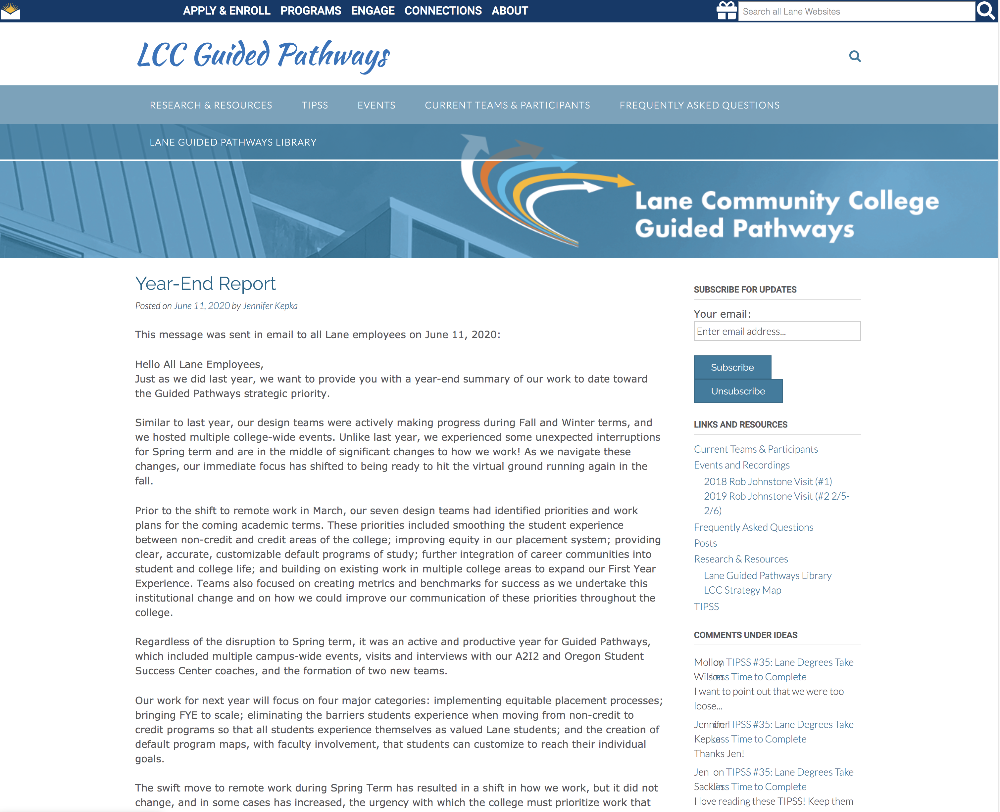 APPLY & ENROLL PROGRAMS ENGAGE CONNECTIONS ABOUT
Search all Lane Websites
LCC Guided Pathways
RESEARCH & RESOURCES TIPSS EVENTS CURRENT TEAMS & PARTICIPANTS FREQUENTLY ASKED QUESTIONS
LANE GUIDED PATHWAYS LIBRARY
Lane Community College
Guided Pathways
Year-End Report
Posted on June 11, 2020 by Jennifer Kepka
This message was sent in email to all Lane employees on June 11, 2020:
Hello All Lane Employees,
Just as we did last year, we want to provide you with a year-end summary of our work to date toward
the Guided Pathways strategic priority.
Similar to last year, our design teams were actively making progress during Fall and Winter terms, and
we hosted multiple college-wide events. Unlike last year, we experienced some unexpected interruptions
for Spring term and are in the middle of significant changes to how we work! As we navigate these
changes, our immediate focus has shifted to being ready to hit the virtual ground running again in the
fall.
Prior to the shift to remote work in March, our seven design teams had identified priorities and work
plans for the coming academic terms. These priorities included smoothing the student experience
between non-credit and credit areas of the college; improving equity in our placement system; providing
clear, accurate, customizable default programs of study; further integration of career communities into
student and college life; and building on existing work in multiple college areas to expand our First Year
Experience. Teams also focused on creating metrics and benchmarks for success as we undertake this
institutional change and on how we could improve our communication of these priorities throughout the
college.
Regardless of the disruption to Spring term, it was an active and productive year for Guided Pathways,
which included multiple campus-wide events, visits and interviews with our A2I2 and Oregon Student
Success Center coaches, and the formation of two new teams.
Our work for next year will focus on four major categories: implementing equitable placement processes;
bringing FYE to scale; eliminating the barriers students experience when moving from non-credit to
credit programs so that all students experience themselves as valued Lane students; and the creation of
default program maps, with faculty involvement, that students can customize to reach their individual
goals.
The swift move to remote work during Spring Term has resulted in a shift in how we work, but it did not
change, and in some cases has increased, the urgency with which the college must prioritize work that
SUBSCRIBE FOR UPDATES
Your email:
Enter email address...
Subscribe
Unsubscribe
LINKS AND RESOURCES
Current Teams & Participants
Events and Recordings
2018 Rob Johnstone Visit (#1)
2019 Rob Johnstone Visit (#2 2/5-
2/6)
Frequently Asked Questions
Posts
Research & Resources
Lane Guided Pathways Library
LCC Strategy Map
TIPSS
COMMENTS UNDER IDEAS
Molly on TIPSS #35: Lane Degrees Take
Wilson Less Time to Complete
I want to point out that we were too
loose...
Jennifer on TIPSS #35: Lane Degrees Take
Kepka Less Time to Complete
Thanks Jen!
Jen on TIPSS #35: Lane Degrees Take
Sacklin Less Time to Complete
I love reading these TIPSS! Keep them